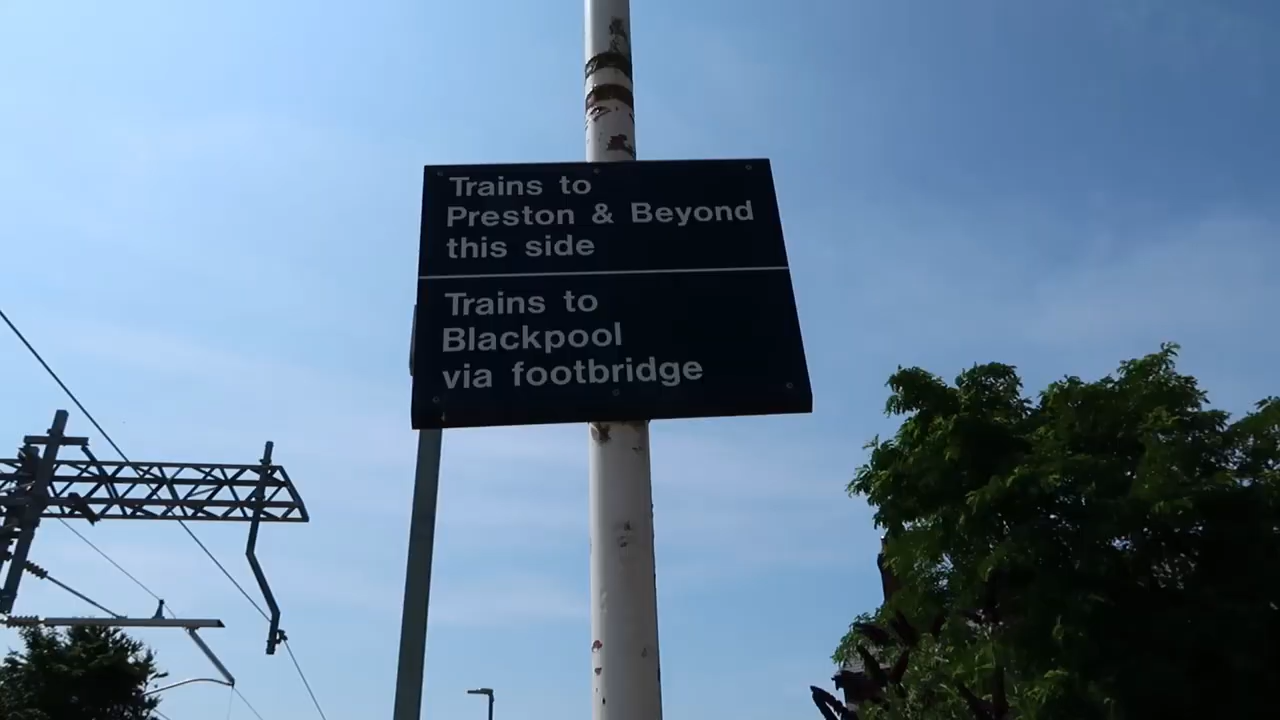 Trains to
Preston & Beyond
this side
Trains to
Blackpool
via footbridge